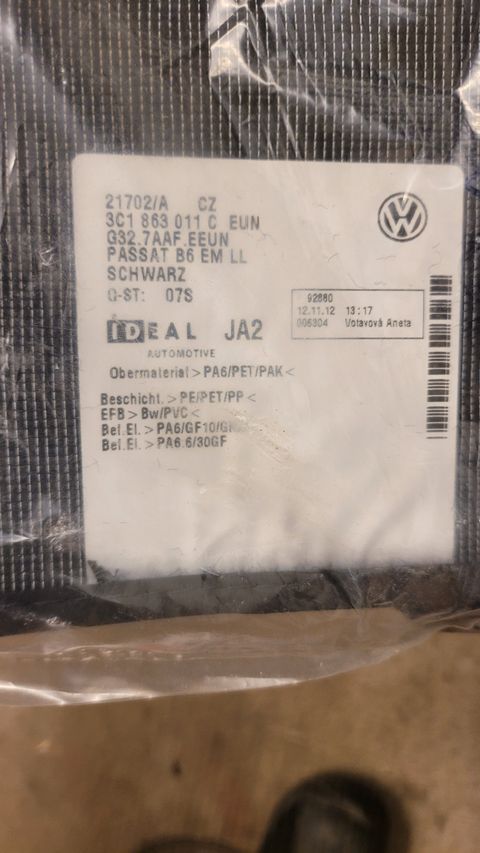 21702/A CZ
3C1 863 011 C EUN
G32.7AAF.EEUN
PASSAT B6 EM LL
SCHWARZ
G-ST: 07S
92880
12.11.12 13:17
006304 Votavová Aneta
IDEAL JA2
AUTOMOTIVE
Obermaterial>PA6/PET/PAK<
Beschicht.>PE/PET/PP<
EFB>Bw/PVC<
Bef.El.>PA6/GF10/
Bef.El.>PA6.6/30GF